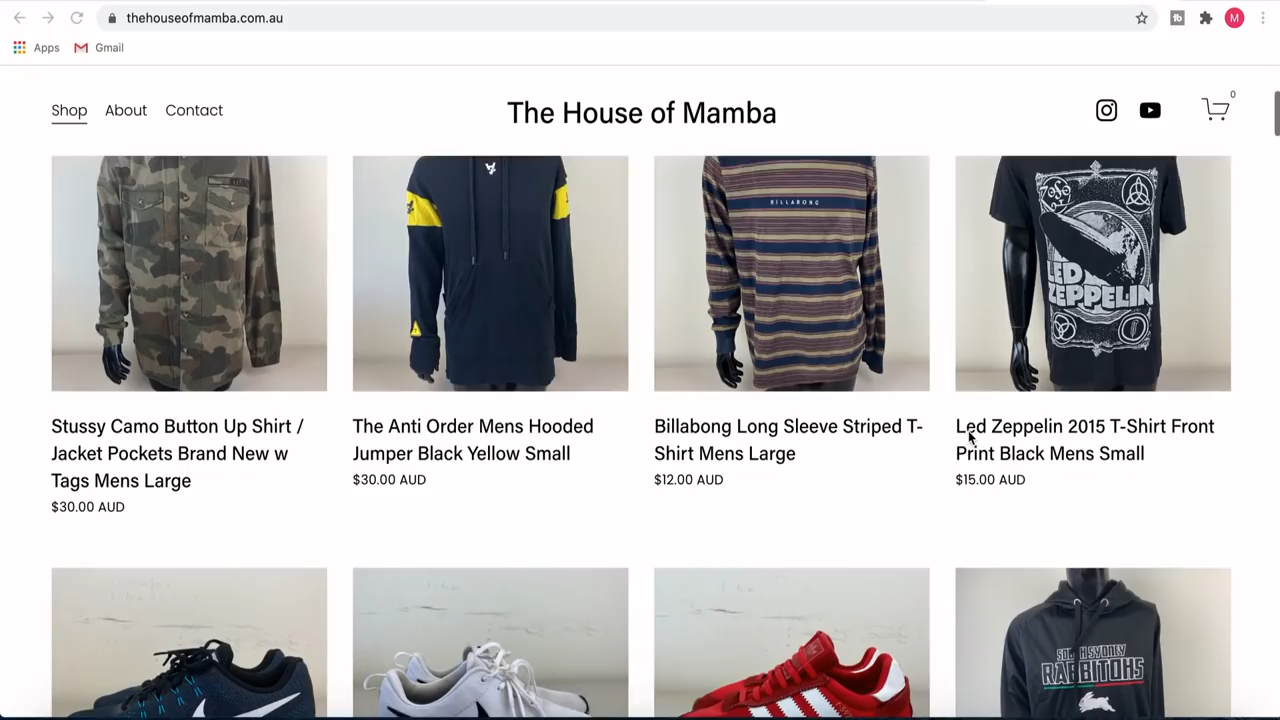 thehouseofmamba.com.au
M
Apps
Gmail
Shop
About
Contact
The House of Mamba
0
BILLABONG
LED
ZEPPELIN
Stussy Camo Button Up Shirt /
Jacket Pockets Brand New w
Tags Mens Large
$30.00 AUD
The Anti Order Mens Hooded
Jumper Black Yellow Small
$30.00 AUD
Billabong Long Sleeve Striped T-
Shirt Mens Large
$12.00 AUD
Led Zeppelin 2015 T-Shirt Front
Print Black Mens Small
$15.00 AUD
SOUTH SYDNEY
RABBITOHS